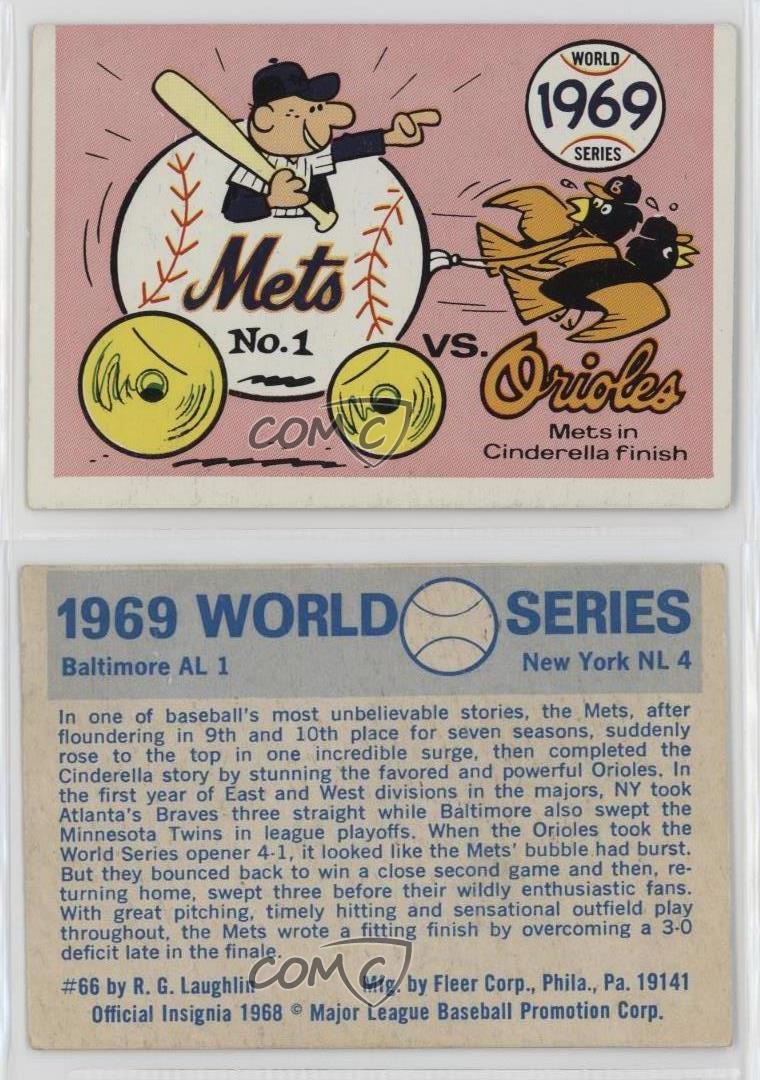 WORLD
1969
SERIES
B
Mets
No.1
VS.
Orioles
Mets in
Cinderella finish
COMC
1969 WORLD SERIES
Baltimore AL 1 New York NL 4
In one of baseball's most unbelievable stories, the Mets, after
floundering in 9th and 10th place for seven seasons, suddenly
rose to the top in one incredible surge, then completed the
Cinderella story by stunning the favored and powerful Orioles. In
the first year of East and West divisions in the majors, NY took
Atlanta's Braves three straight while Baltimore also swept the
Minnesota Twins in league playoffs. When the Orioles took the
World Series opener 4-1, it looked like the Mets' bubble had burst.
But they bounced back to win a close second game and then, re-
turning home, swept three before their wildly enthusiastic fans.
With great pitching, timely hitting and sensational outfield play
throughout, the Mets wrote a fitting finish by overcoming a 3-0
deficit late in the finale.
COMC
#66 by R. G. Laughlin Mfg. by Fleer Corp., Phila., Pa. 19141
Official Insignia 1968 © Major League Baseball Promotion Corp.